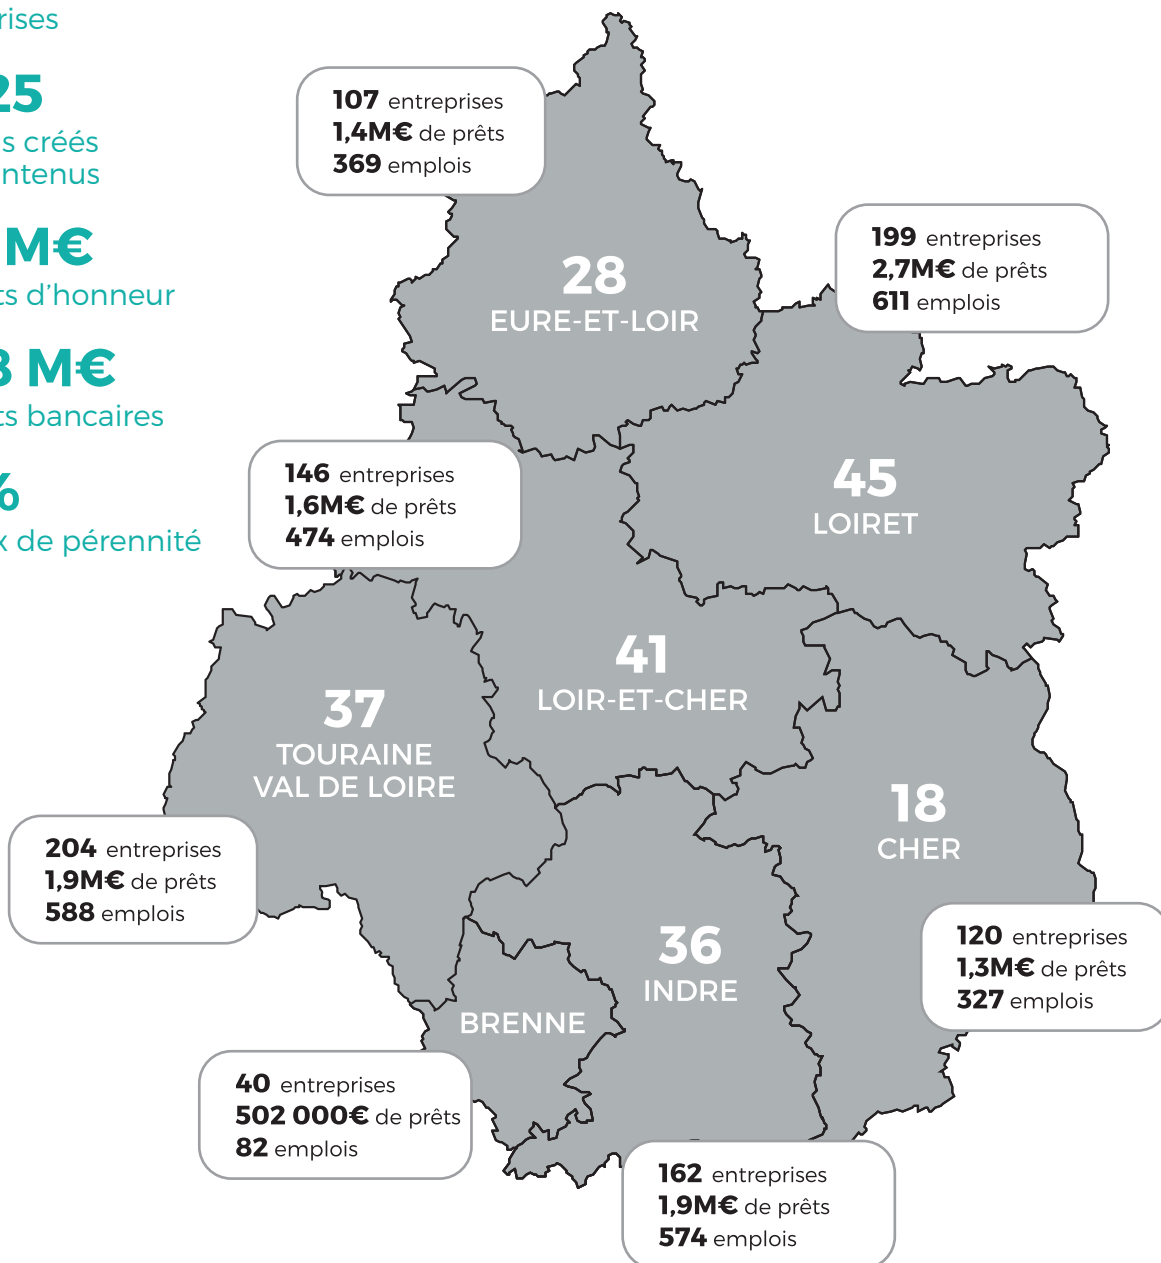 rises
25
s créés
ntenus
M€
ts d’honneur
8 M€
ts bancaires
%
x de pérennité
107 entreprises
1,4M€ de prêts
369 emplois
28
EURE-ET-LOIR
199 entreprises
2,7M€ de prêts
611 emplois
45
LOIRET
146 entreprises
1,6M€ de prêts
474 emplois
41
LOIR-ET-CHER
37
TOURAINE
VAL DE LOIRE
18
CHER
204 entreprises
1,9M€ de prêts
588 emplois
36
INDRE
120 entreprises
1,3M€ de prêts
327 emplois
BRENNE
40 entreprises
502 000€ de prêts
82 emplois
162 entreprises
1,9M€ de prêts
574 emplois